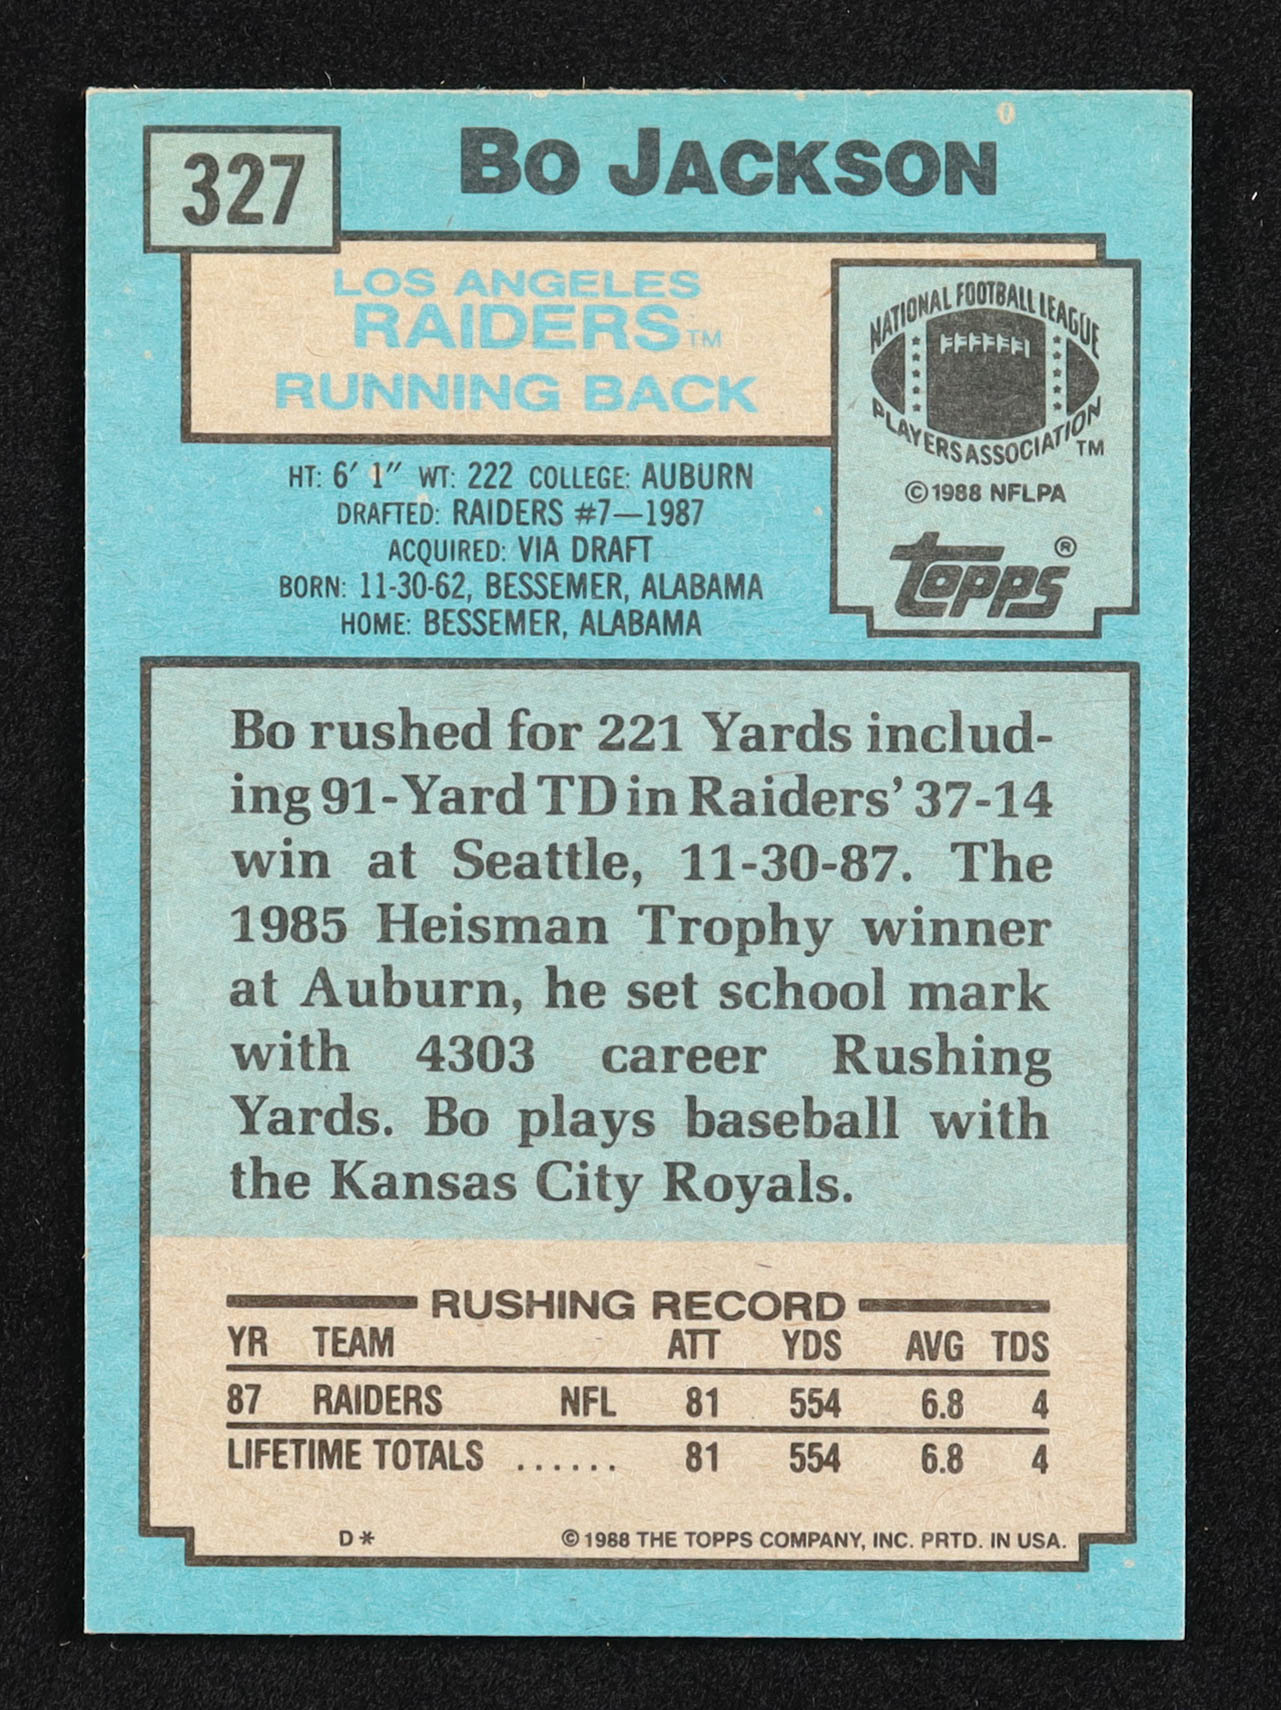 327
BO JACKSON
LOS ANGELES
RAIDERS TM
RUNNING BACK
NATIONAL FOOTBALL LEAGUE
PLAYERS ASSOCIATION TM
© 1988 NFLPA
topps ®
HT: 6' 1" WT: 222 COLLEGE: AUBURN
DRAFTED: RAIDERS #7—1987
ACQUIRED: VIA DRAFT
BORN: 11-30-62, BESSEMER, ALABAMA
HOME: BESSEMER, ALABAMA
Bo rushed for 221 Yards includ-
ing 91-Yard TD in Raiders' 37-14
win at Seattle, 11-30-87. The
1985 Heisman Trophy winner
at Auburn, he set school mark
with 4303 career Rushing
Yards. Bo plays baseball with
the Kansas City Royals.
RUSHING RECORD
YR TEAM ATT YDS AVG TDS
87 RAIDERS NFL 81 554 6.8 4
LIFETIME TOTALS ...... 81 554 6.8 4
D* © 1988 THE TOPPS COMPANY, INC. PRTD. IN USA.